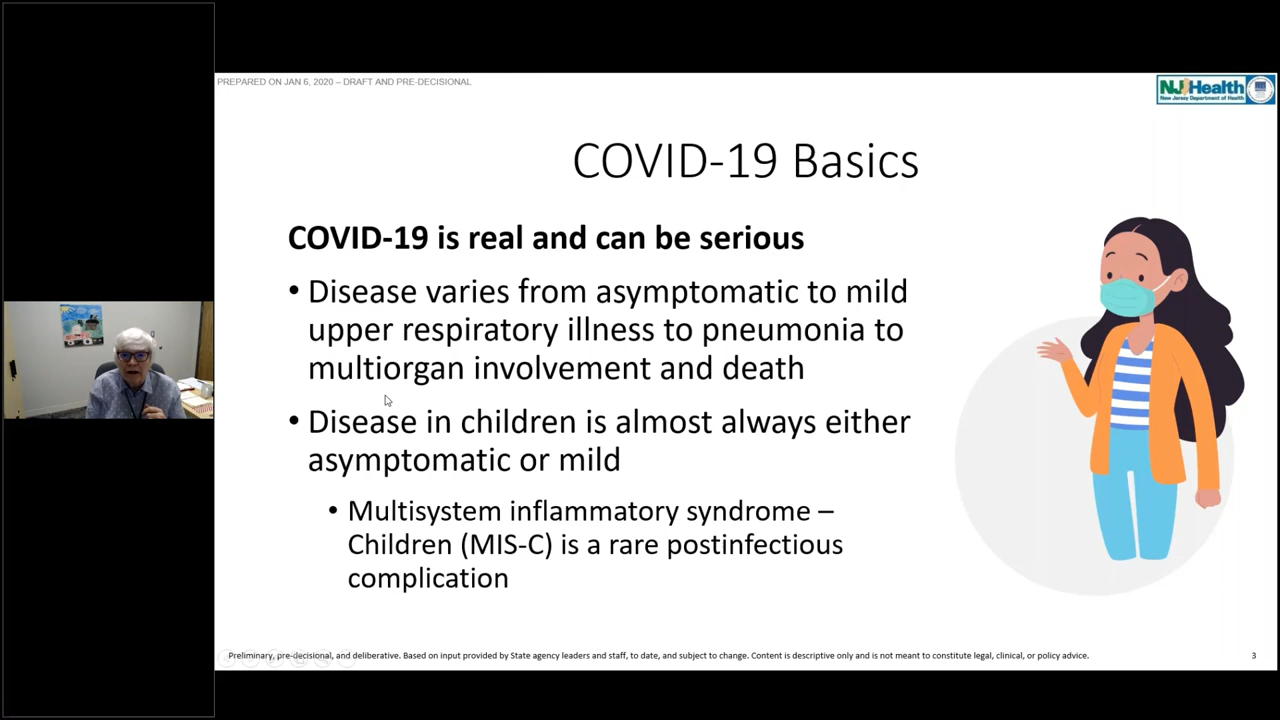 PREPARED ON JAN 6, 2020 – DRAFT AND PRE-DECISIONAL
NJ Health
New Jersey Department of Health
COVID-19 Basics
COVID-19 is real and can be serious
• Disease varies from asymptomatic to mild
upper respiratory illness to pneumonia to
multiorgan involvement and death
• Disease in children is almost always either
asymptomatic or mild
• Multisystem inflammatory syndrome –
Children (MIS-C) is a rare postinfectious
complication
Preliminary, pre-decisional, and deliberative. Based on input provided by State agency leaders and staff, to date, and subject to change. Content is descriptive only and is not meant to constitute legal, clinical, or policy advice.
3